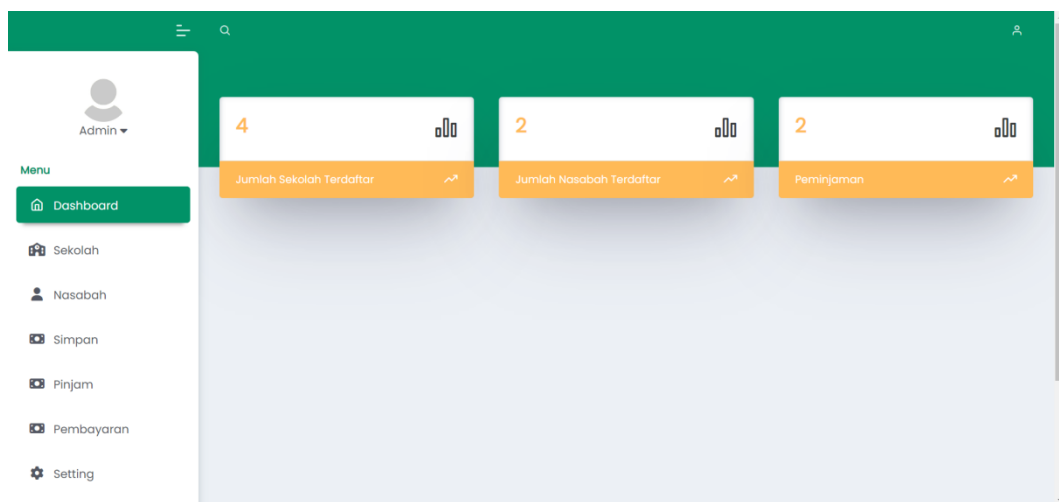 Admin
Menu
Dashboard
Sekolah
Nasabah
Simpan
Pinjam
Pembayaran
Setting
4
Jumlah Sekolah Terdaftar
2
Jumlah Nasabah Terdaftar
2
Peminjaman